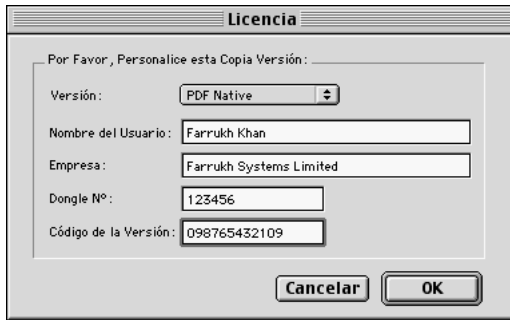 Licencia
Por Favor, Personalice esta Copia Versión:
Versión: PDF Native
Nombre del Usuario: Farrukh Khan
Empresa: Farrukh Systems Limited
Dongle Nº: 123456
Código de la Versión: 098765432109
Cancelar OK